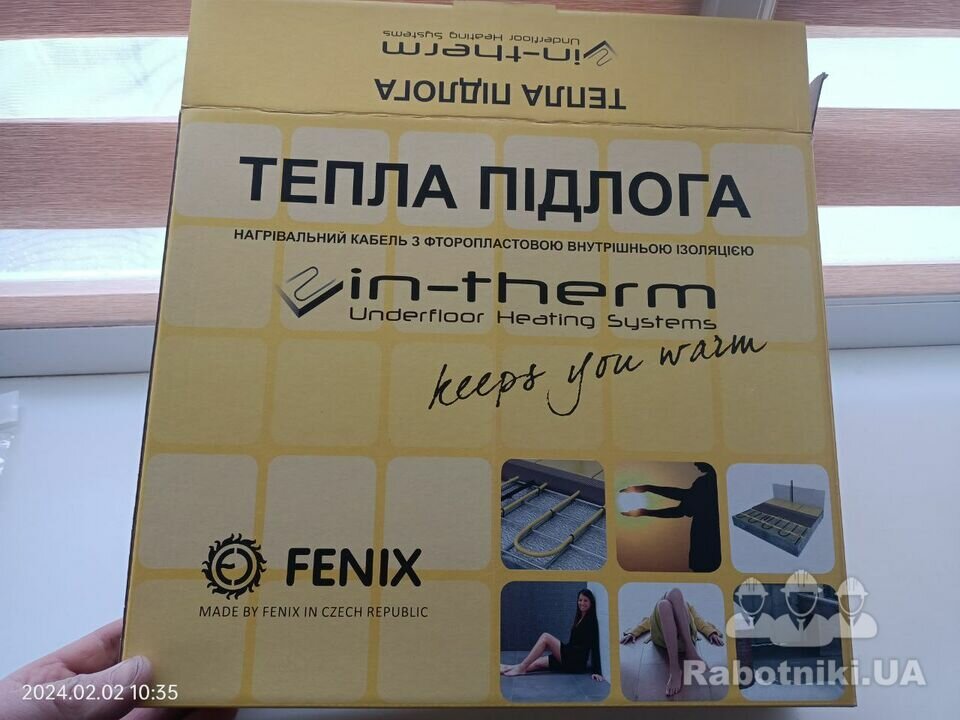 in-therm
Underfloor Heating Systems
ТЕПЛА ПІДЛОГА
ТЕПЛА ПІДЛОГА
НАГРІВАЛЬНИЙ КАБЕЛЬ З ФТОРОПЛАСТОВОЮ ВНУТРІШНЬОЮ ІЗОЛЯЦІЄЮ
in-therm
Underfloor Heating Systems
keeps you warm
FENIX
MADE BY FENIX IN CZECH REPUBLIC
2024.02.02 10:35
Rabotniki.UA